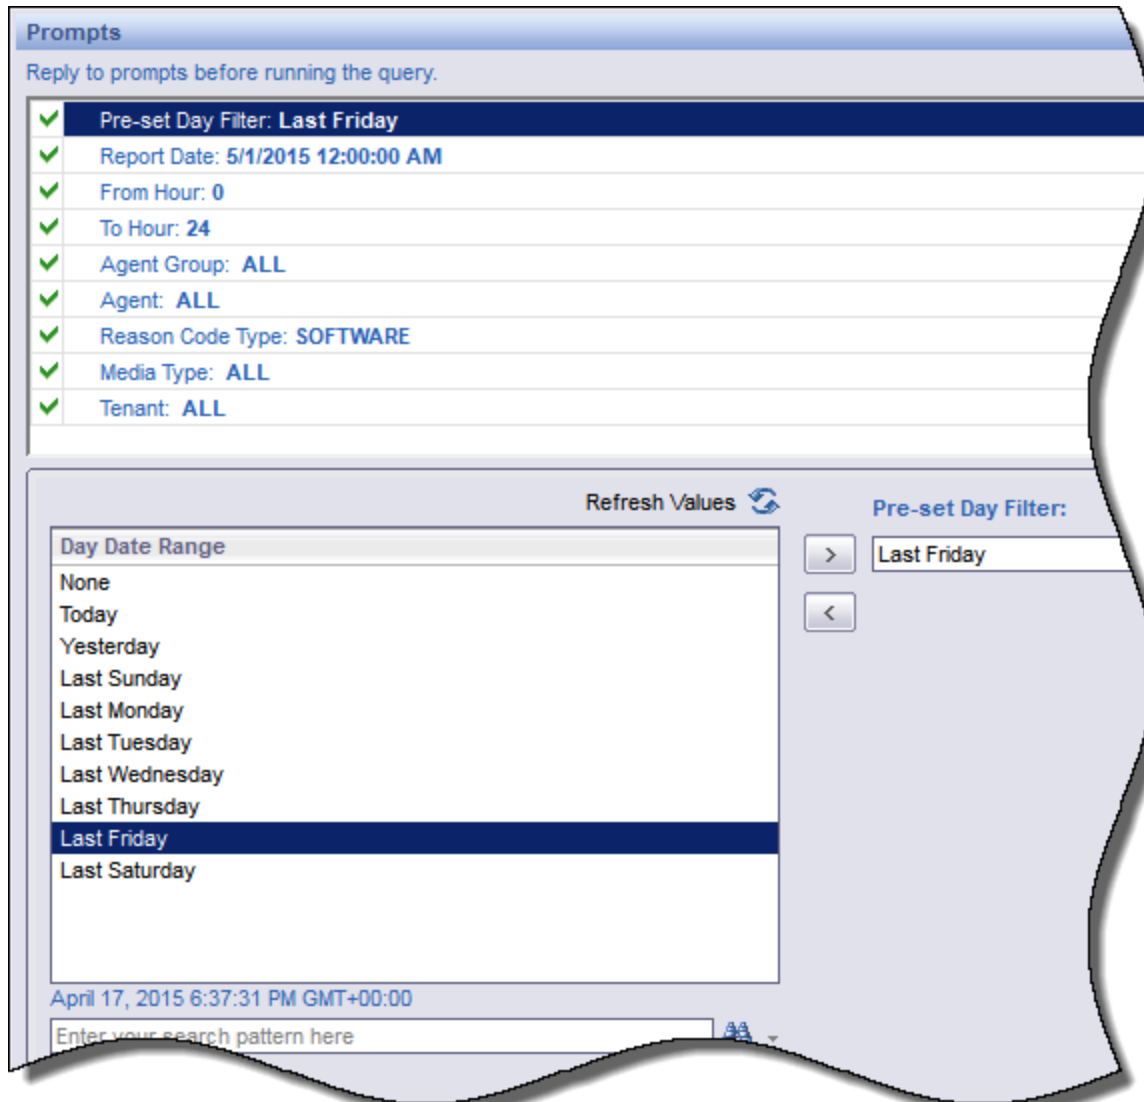 Prompts
Reply to prompts before running the query.
Pre-set Day Filter: Last Friday
Report Date: 5/1/2015 12:00:00 AM
From Hour: 0
To Hour: 24
Agent Group: ALL
Agent: ALL
Reason Code Type: SOFTWARE
Media Type: ALL
Tenant: ALL
Refresh Values
Pre-set Day Filter:
Day Date Range
>
Last Friday
None
Today
<
Yesterday
Last Sunday
Last Monday
Last Tuesday
Last Wednesday
Last Thursday
Last Friday
Last Saturday
April 17, 2015 6:37:31 PM GMT+00:00
Enter your search pattern here